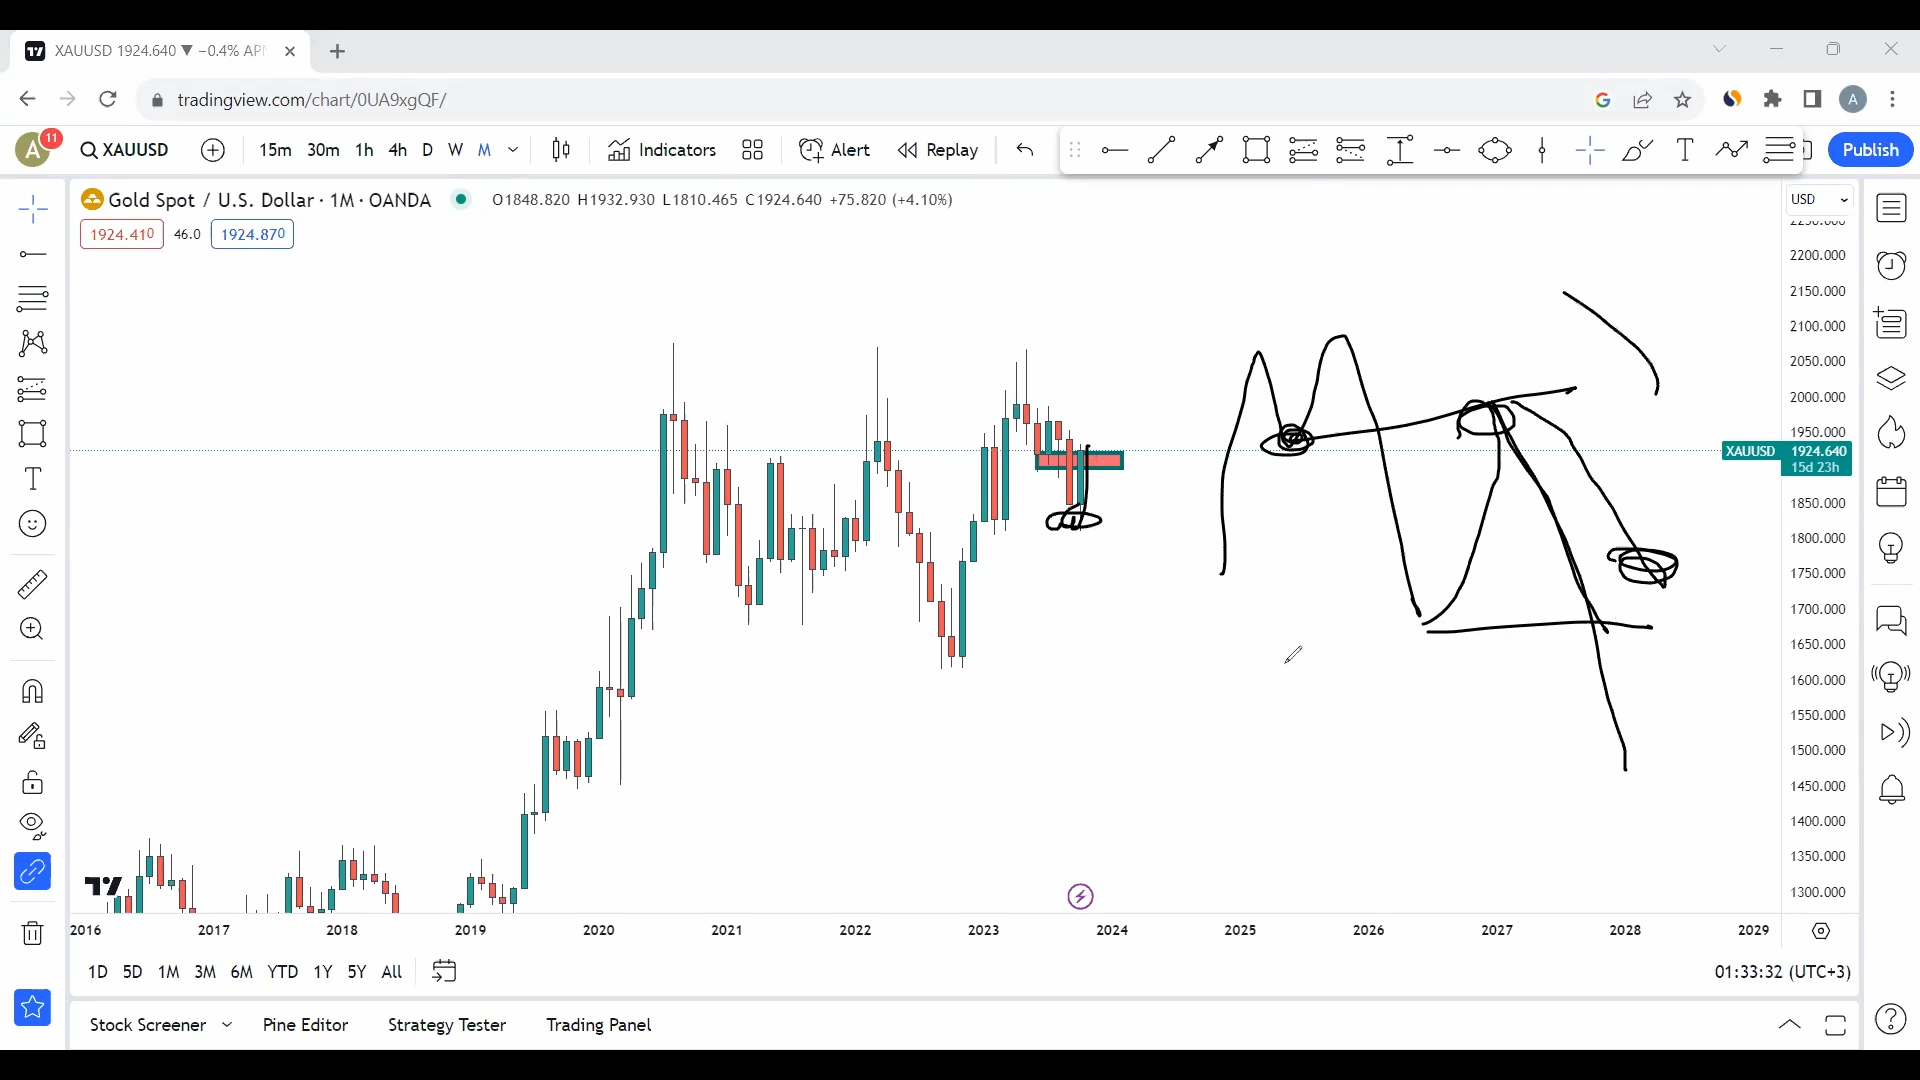 XAUUSD 1924.640 ▼ −0.4%
tradingview.com/chart/0UA9xgQF/
A
A 11 XAUUSD 15m 30m 1h 4h D W M Indicators Alert Replay T Publish
Gold Spot / U.S. Dollar · 1M · OANDA O1848.820 H1932.930 L1810.465 C1924.640 +75.820 (+4.10%)
USD
1924.410 46.0 1924.870
2200.000
2150.000
2100.000
2050.000
2000.000
1950.000
XAUUSD 1924.640
15d 23h
1850.000
1800.000
1750.000
1700.000
1650.000
1600.000
1550.000
1500.000
1450.000
1400.000
1350.000
1300.000
2016 2017 2018 2019 2020 2021 2022 2023 2024 2025 2026 2027 2028 2029
1D 5D 1M 3M 6M YTD 1Y 5Y All 01:33:32 (UTC+3)
Stock Screener Pine Editor Strategy Tester Trading Panel